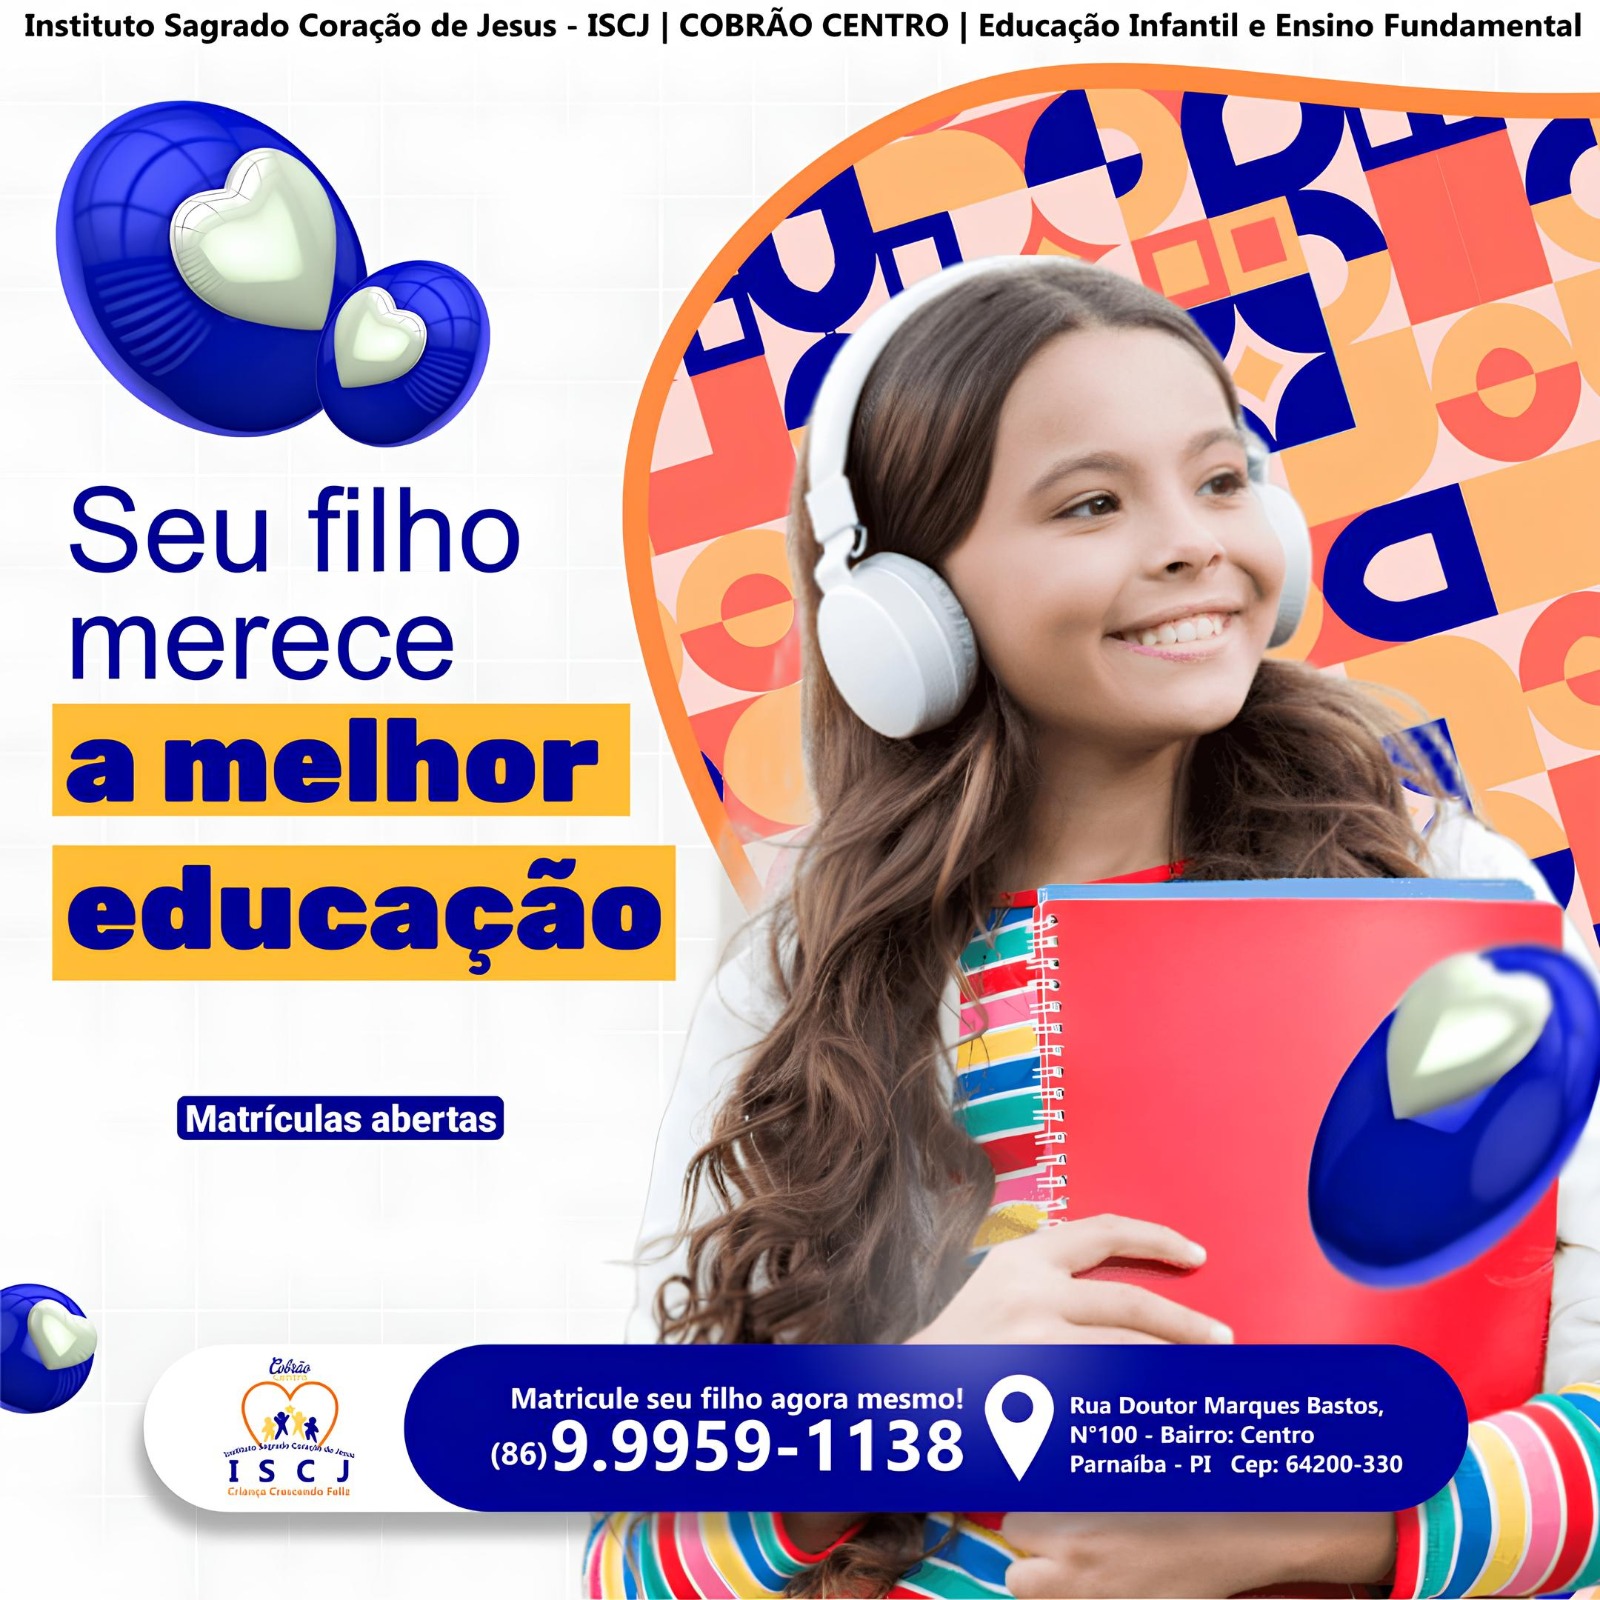 Instituto Sagrado Coração de Jesus - ISCJ | COBRÃO CENTRO | Educação Infantil e Ensino Fundamental
Seu filho
merece
a melhor
educação
Matrículas abertas
Cobrão
Centro
Instituto Sagrado Coração de Jesus
ISCJ
Criança Crescendo Feliz
Matricule seu filho agora mesmo!
(86)9.9959-1138
Rua Doutor Marques Bastos,
N°100 - Bairro: Centro
Parnaíba - PI Cep: 64200-330